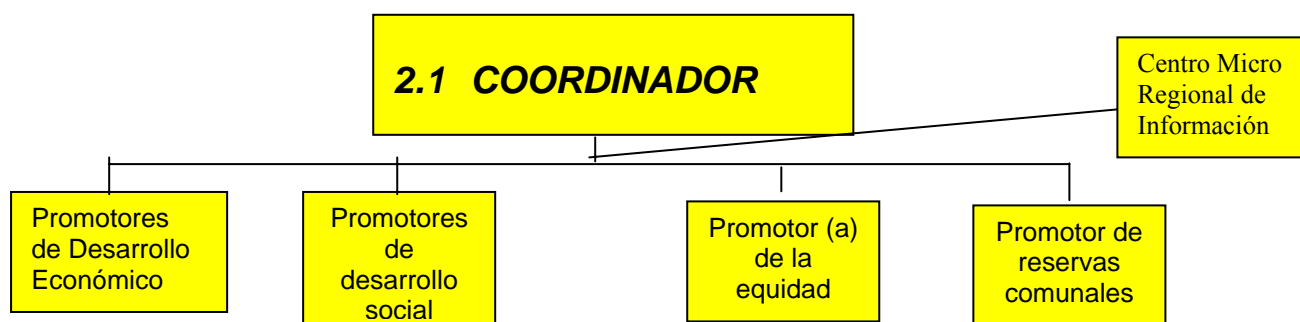 2.1 COORDINADOR
Centro Micro
Regional de
Información
Promotores
de Desarrollo
Económico
Promotores
de
desarrollo
social
Promotor (a)
de la
equidad
Promotor de
reservas
comunales